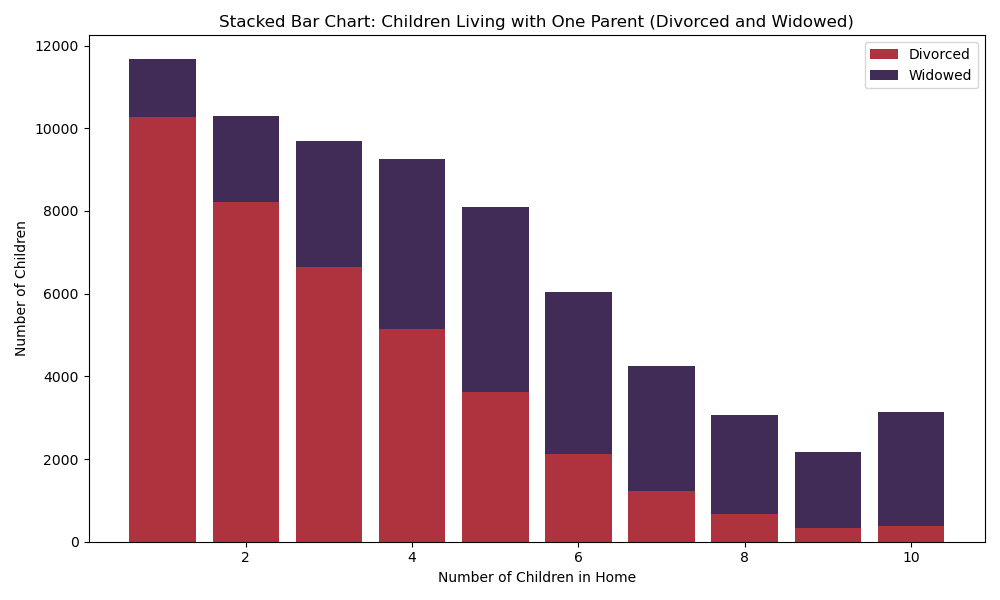 Stacked Bar Chart: Children Living with One Parent (Divorced and Widowed)
Divorced
Widowed
Number of Children
12000
10000
8000
6000
4000
2000
0
2
4
6
8
10
Number of Children in Home